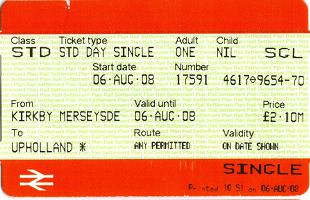 Class Ticket type Adult Child
STD STD DAY SINGLE ONE NIL SCL
Start date Number
06·AUG·08 17591 4617 9654-70
From Valid until Price
KIRKBY MERSEYSDE 06·AUG·08 £2·10M
To Route Validity
UPHOLLAND * ANY PERMITTED ON DATE SHOWN
SINGLE
Printed 10 51 on 06·AUG·08